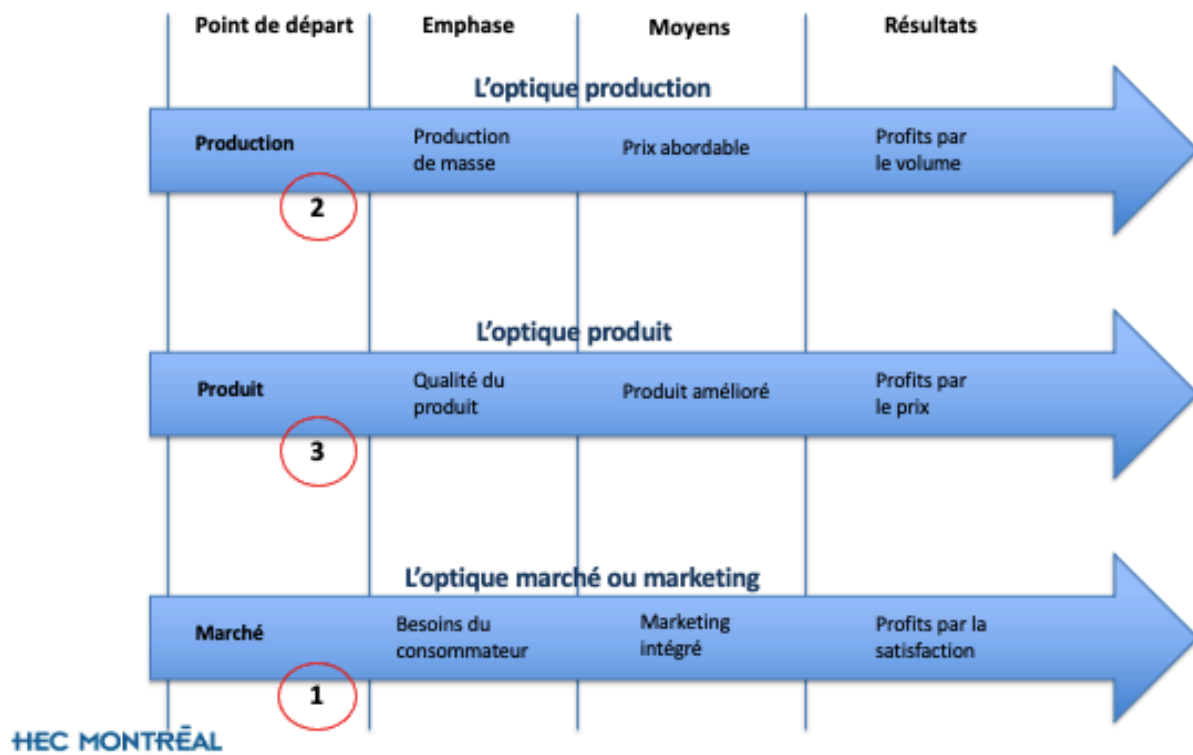 Point de départ Emphase Moyens Résultats
L'optique production
Production Production de masse Prix abordable Profits par le volume
2
L'optique produit
Produit Qualité du produit Produit amélioré Profits par le prix
3
L'optique marché ou marketing
Marché Besoins du consommateur Marketing intégré Profits par la satisfaction
1
HEC MONTRĒAL